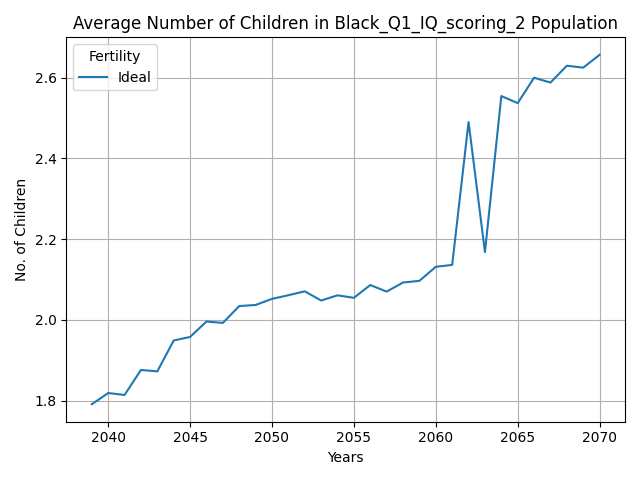 Average Number of Children in Black_Q1_IQ_scoring_2 Population
Fertility
Ideal
No. of Children
2.6
2.4
2.2
2.0
1.8
2040 2045 2050 2055 2060 2065 2070
Years